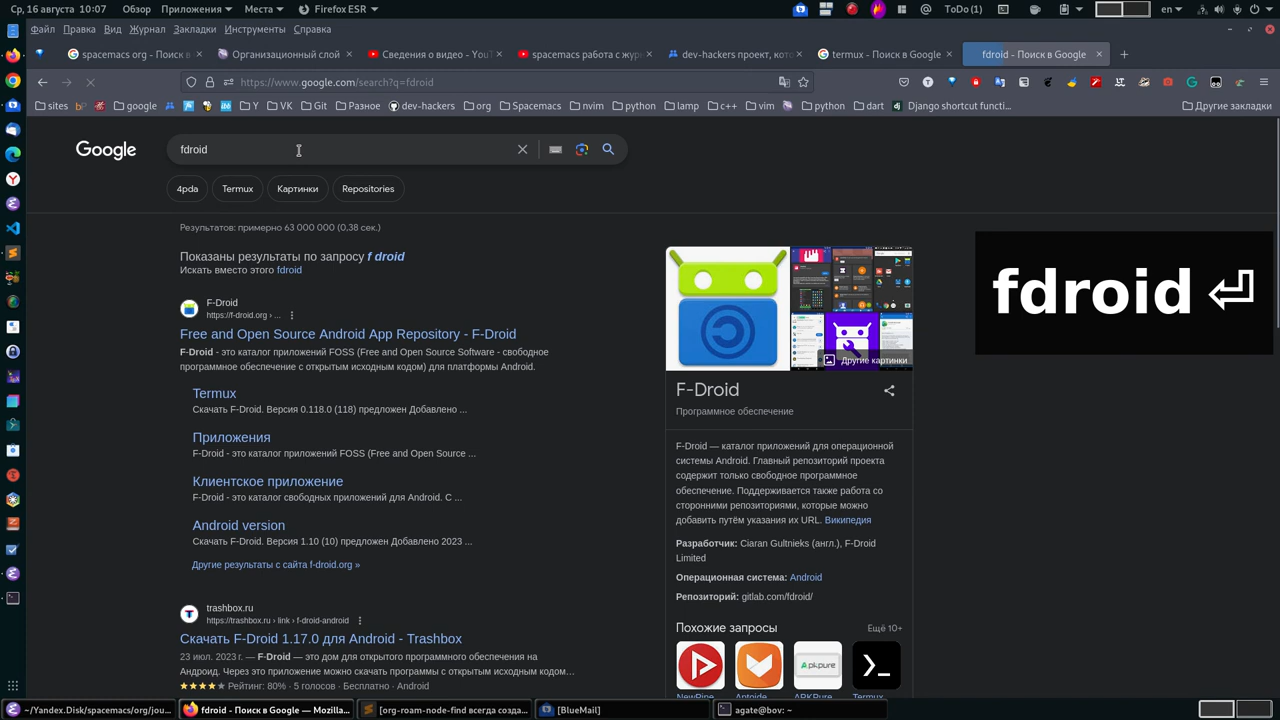 Ср, 16 августа 10:07 Обзор Приложения Места Firefox ESR ToDo(1) en
Файл Правка Вид Журнал Закладки Инструменты Справка
spacemacs org - Поиск в Организационный слой Сведения о видео - YouT spacemacs работа с жур dev-hackers проект, кот termux - Поиск в Google fdroid - Поиск в Google
https://www.google.com/search?q=fdroid
sites google Y VK Git Разное dev-hackers org Spacemacs nvim python lamp c++ vim python dart Django shortcut functi... Другие закладки
Google fdroid
4pda Termux Картинки Repositories
Результатов: примерно 63 000 000 (0,38 сек.)
Показаны результаты по запросу f droid
Искать вместо этого fdroid
F-Droid
https://f-droid.org › ...
Free and Open Source Android App Repository - F-Droid
F-Droid - это каталог приложений FOSS (Free and Open Source Software - свободное
программное обеспечение с открытым исходным кодом) для платформы Android.
Termux
Скачать F-Droid. Версия 0.118.0 (118) предложен Добавлено ...
Приложения
F-Droid - это каталог приложений FOSS (Free and Open Source ...
Клиентское приложение
F-Droid - это каталог свободных приложений для Android. С ...
Android version
Скачать F-Droid. Версия 1.10 (10) предложен Добавлено 2023 ...
Другие результаты с сайта f-droid.org »
trashbox.ru
https://trashbox.ru › link › f-droid-android
Скачать F-Droid 1.17.0 для Android - Trashbox
23 июл. 2023 г. — F-Droid — это дом для открытого программного обеспечения на
Андроид. Через это приложение можно скачать программы с открытым исходным...
Рейтинг: 80% · 5 голосов · Бесплатно · Android
Другие картинки
F-Droid
Программное обеспечение
F-Droid — каталог приложений для операционной
системы Android. Главный репозиторий проекта
содержит только свободное программное
обеспечение. Поддерживается также работа со
сторонними репозиториями, которые можно
добавить путём указания их URL. Википедия
Разработчик: Ciaran Gultnieks (англ.), F-Droid
Limited
Операционная система: Android
Репозиторий: gitlab.com/fdroid/
Похожие запросы Ещё 10+
Apkpure
NewPipe Aptoide APKPure Termux
fdroid ⏎
~/Yandex.Disk/spacemacs/org/jo... fdroid - Поиск в Google — Mozilla... [org-roam-node-find всегда созда... [BlueMail] agate@bov: ~